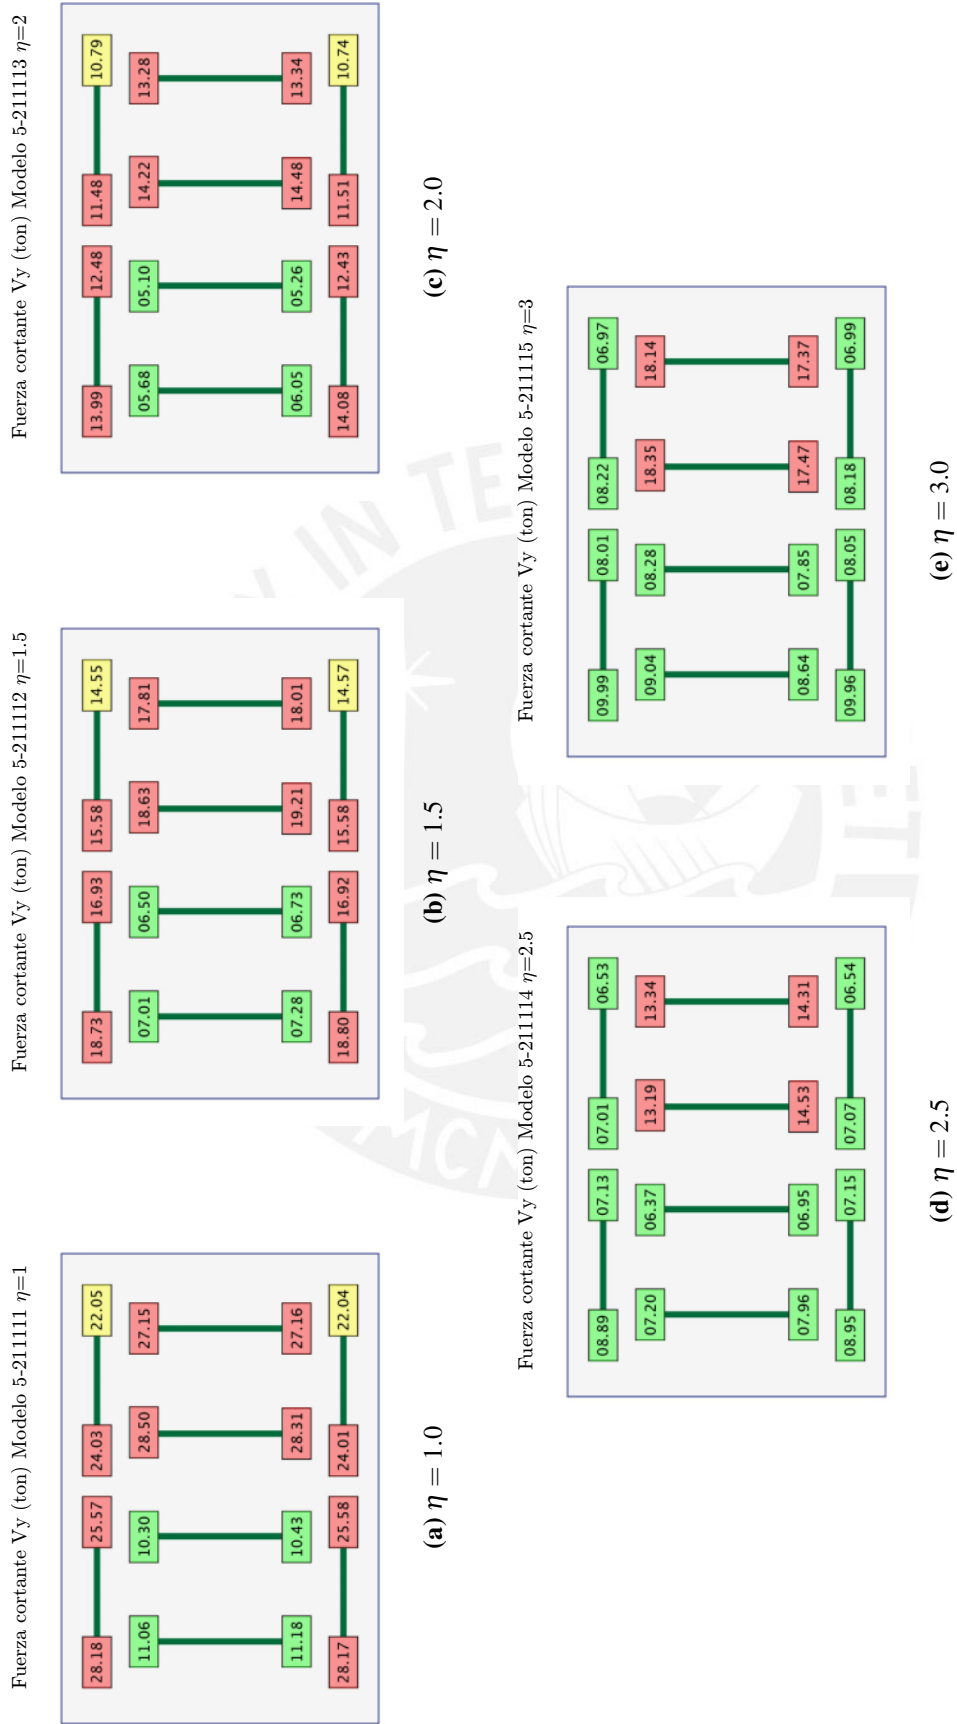 Fuerza cortante Vy (ton) Modelo 5-211111 η=1
28.18 25.57 24.03 22.05
11.06 10.30 28.50 27.15
11.18 10.43 28.31 27.16
28.17 25.58 24.01 22.04
(a) η = 1.0
Fuerza cortante Vy (ton) Modelo 5-211112 η=1.5
18.73 16.93 15.58 14.55
07.01 06.50 18.63 17.81
07.28 06.73 19.21 18.01
18.80 16.92 15.58 14.57
(b) η = 1.5
Fuerza cortante Vy (ton) Modelo 5-211113 η=2
13.99 12.48 11.48 10.79
05.68 05.10 14.22 13.28
06.05 05.26 14.48 13.34
14.08 12.43 11.51 10.74
(c) η = 2.0
Fuerza cortante Vy (ton) Modelo 5-211114 η=2.5
08.89 07.13 07.01 06.53
07.20 06.37 13.19 13.34
07.96 06.95 14.53 14.31
08.95 07.15 07.07 06.54
(d) η = 2.5
Fuerza cortante Vy (ton) Modelo 5-211115 η=3
09.99 08.01 08.22 06.97
09.04 08.28 18.35 18.14
08.64 07.85 17.47 17.37
09.96 08.05 08.18 06.99
(e) η = 3.0
IN TE